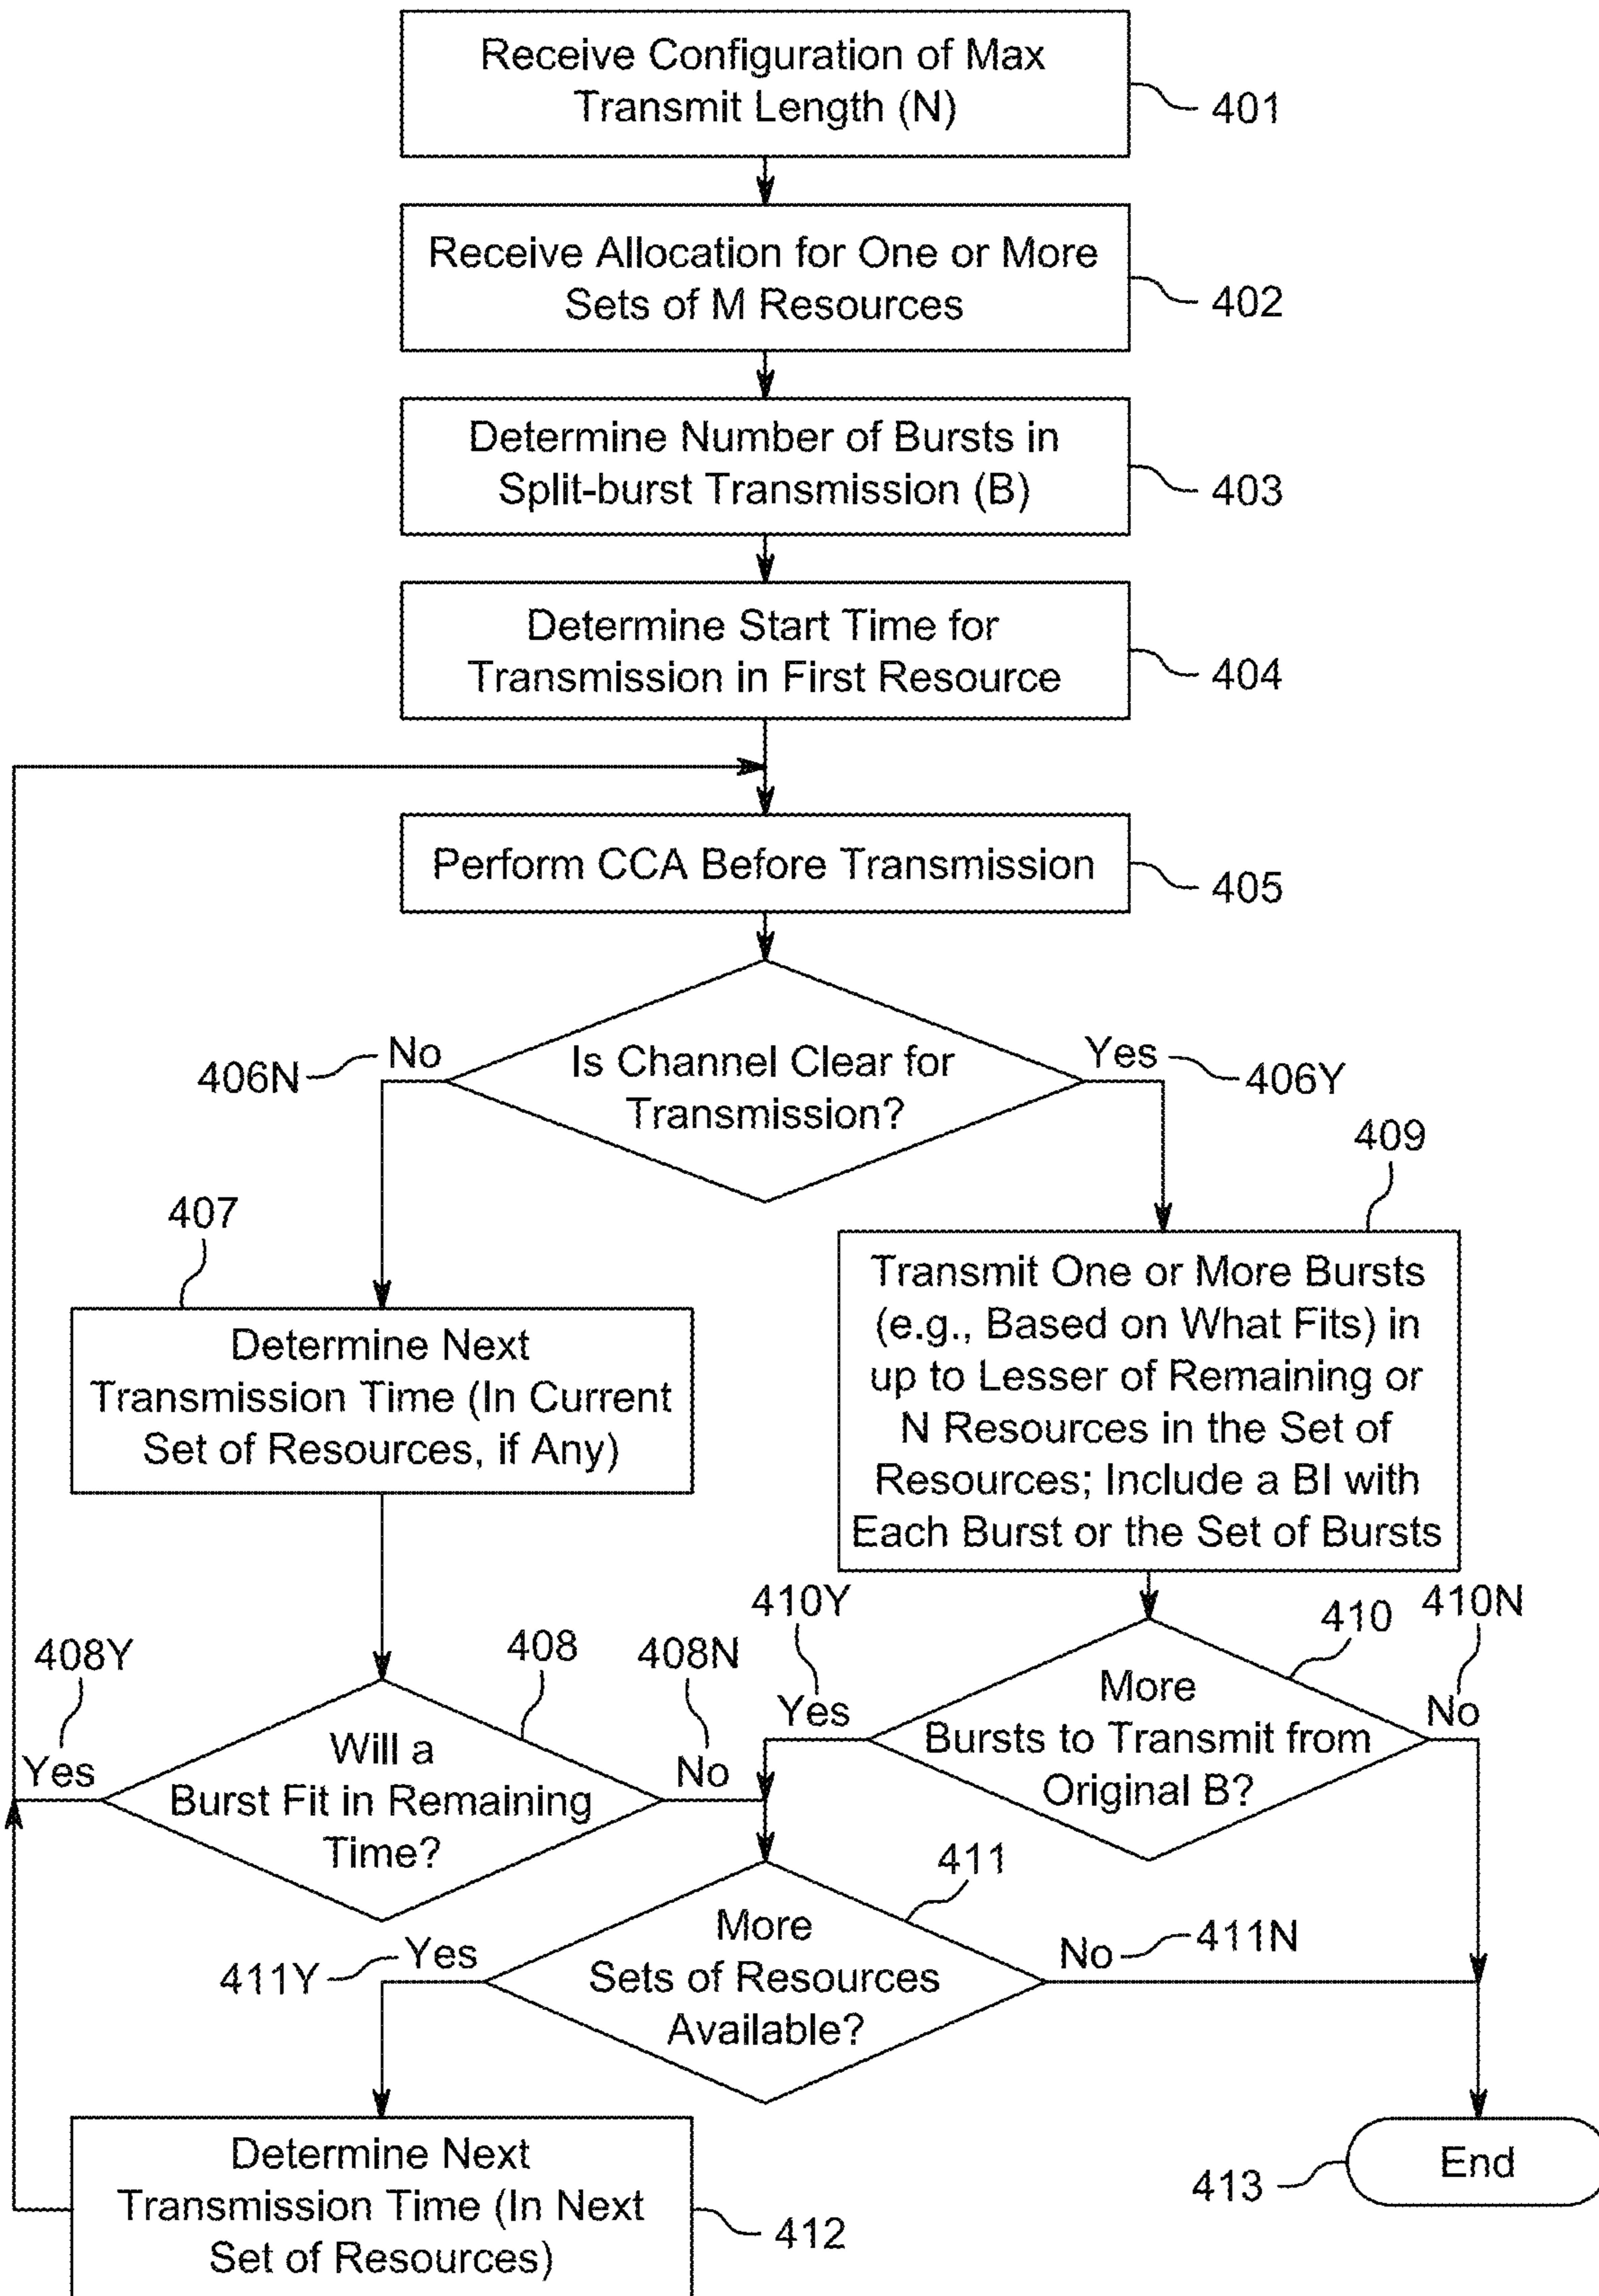 Receive Configuration of Max
Transmit Length (N)
401
Receive Allocation for One or More
Sets of M Resources
402
Determine Number of Bursts in
Split-burst Transmission (B)
403
Determine Start Time for
Transmission in First Resource
404
Perform CCA Before Transmission
405
406N
No
Is Channel Clear for
Transmission?
Yes
406Y
407
Determine Next
Transmission Time (In Current
Set of Resources, if Any)
409
Transmit One or More Bursts
(e.g., Based on What Fits) in
up to Lesser of Remaining or
N Resources in the Set of
Resources; Include a BI with
Each Burst or the Set of Bursts
408Y
Yes
408
Will a
Burst Fit in Remaining
Time?
408N
No
410Y
Yes
410
More
Bursts to Transmit from
Original B?
410N
No
411
411Y
Yes
More
Sets of Resources
Available?
No
411N
Determine Next
Transmission Time (In Next
Set of Resources)
412
413
End